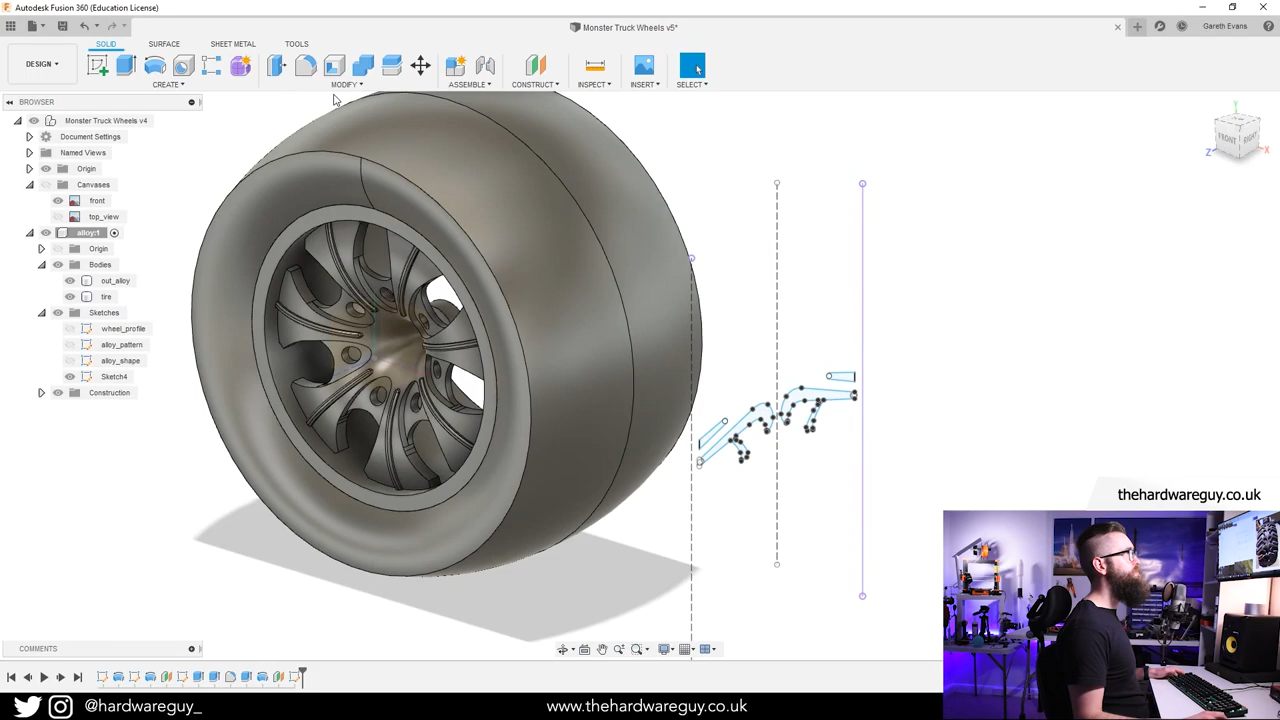 Autodesk Fusion 360 (Education License)
Monster Truck Wheels v5*
Gareth Evans
DESIGN
SOLID
SURFACE
SHEET METAL
TOOLS
CREATE
MODIFY
ASSEMBLE
CONSTRUCT
INSPECT
INSERT
SELECT
BROWSER
Monster Truck Wheels v4
Document Settings
Named Views
Origin
Canvases
front
top_view
alloy:1
Origin
Bodies
out_alloy
tire
Sketches
wheel_profile
alloy_pattern
alloy_shape
Sketch4
Construction
Y
FRONT
RIGHT
Z
X
thehardwareguy.co.uk
COMMENTS
@hardwareguy_
www.thehardwareguy.co.uk